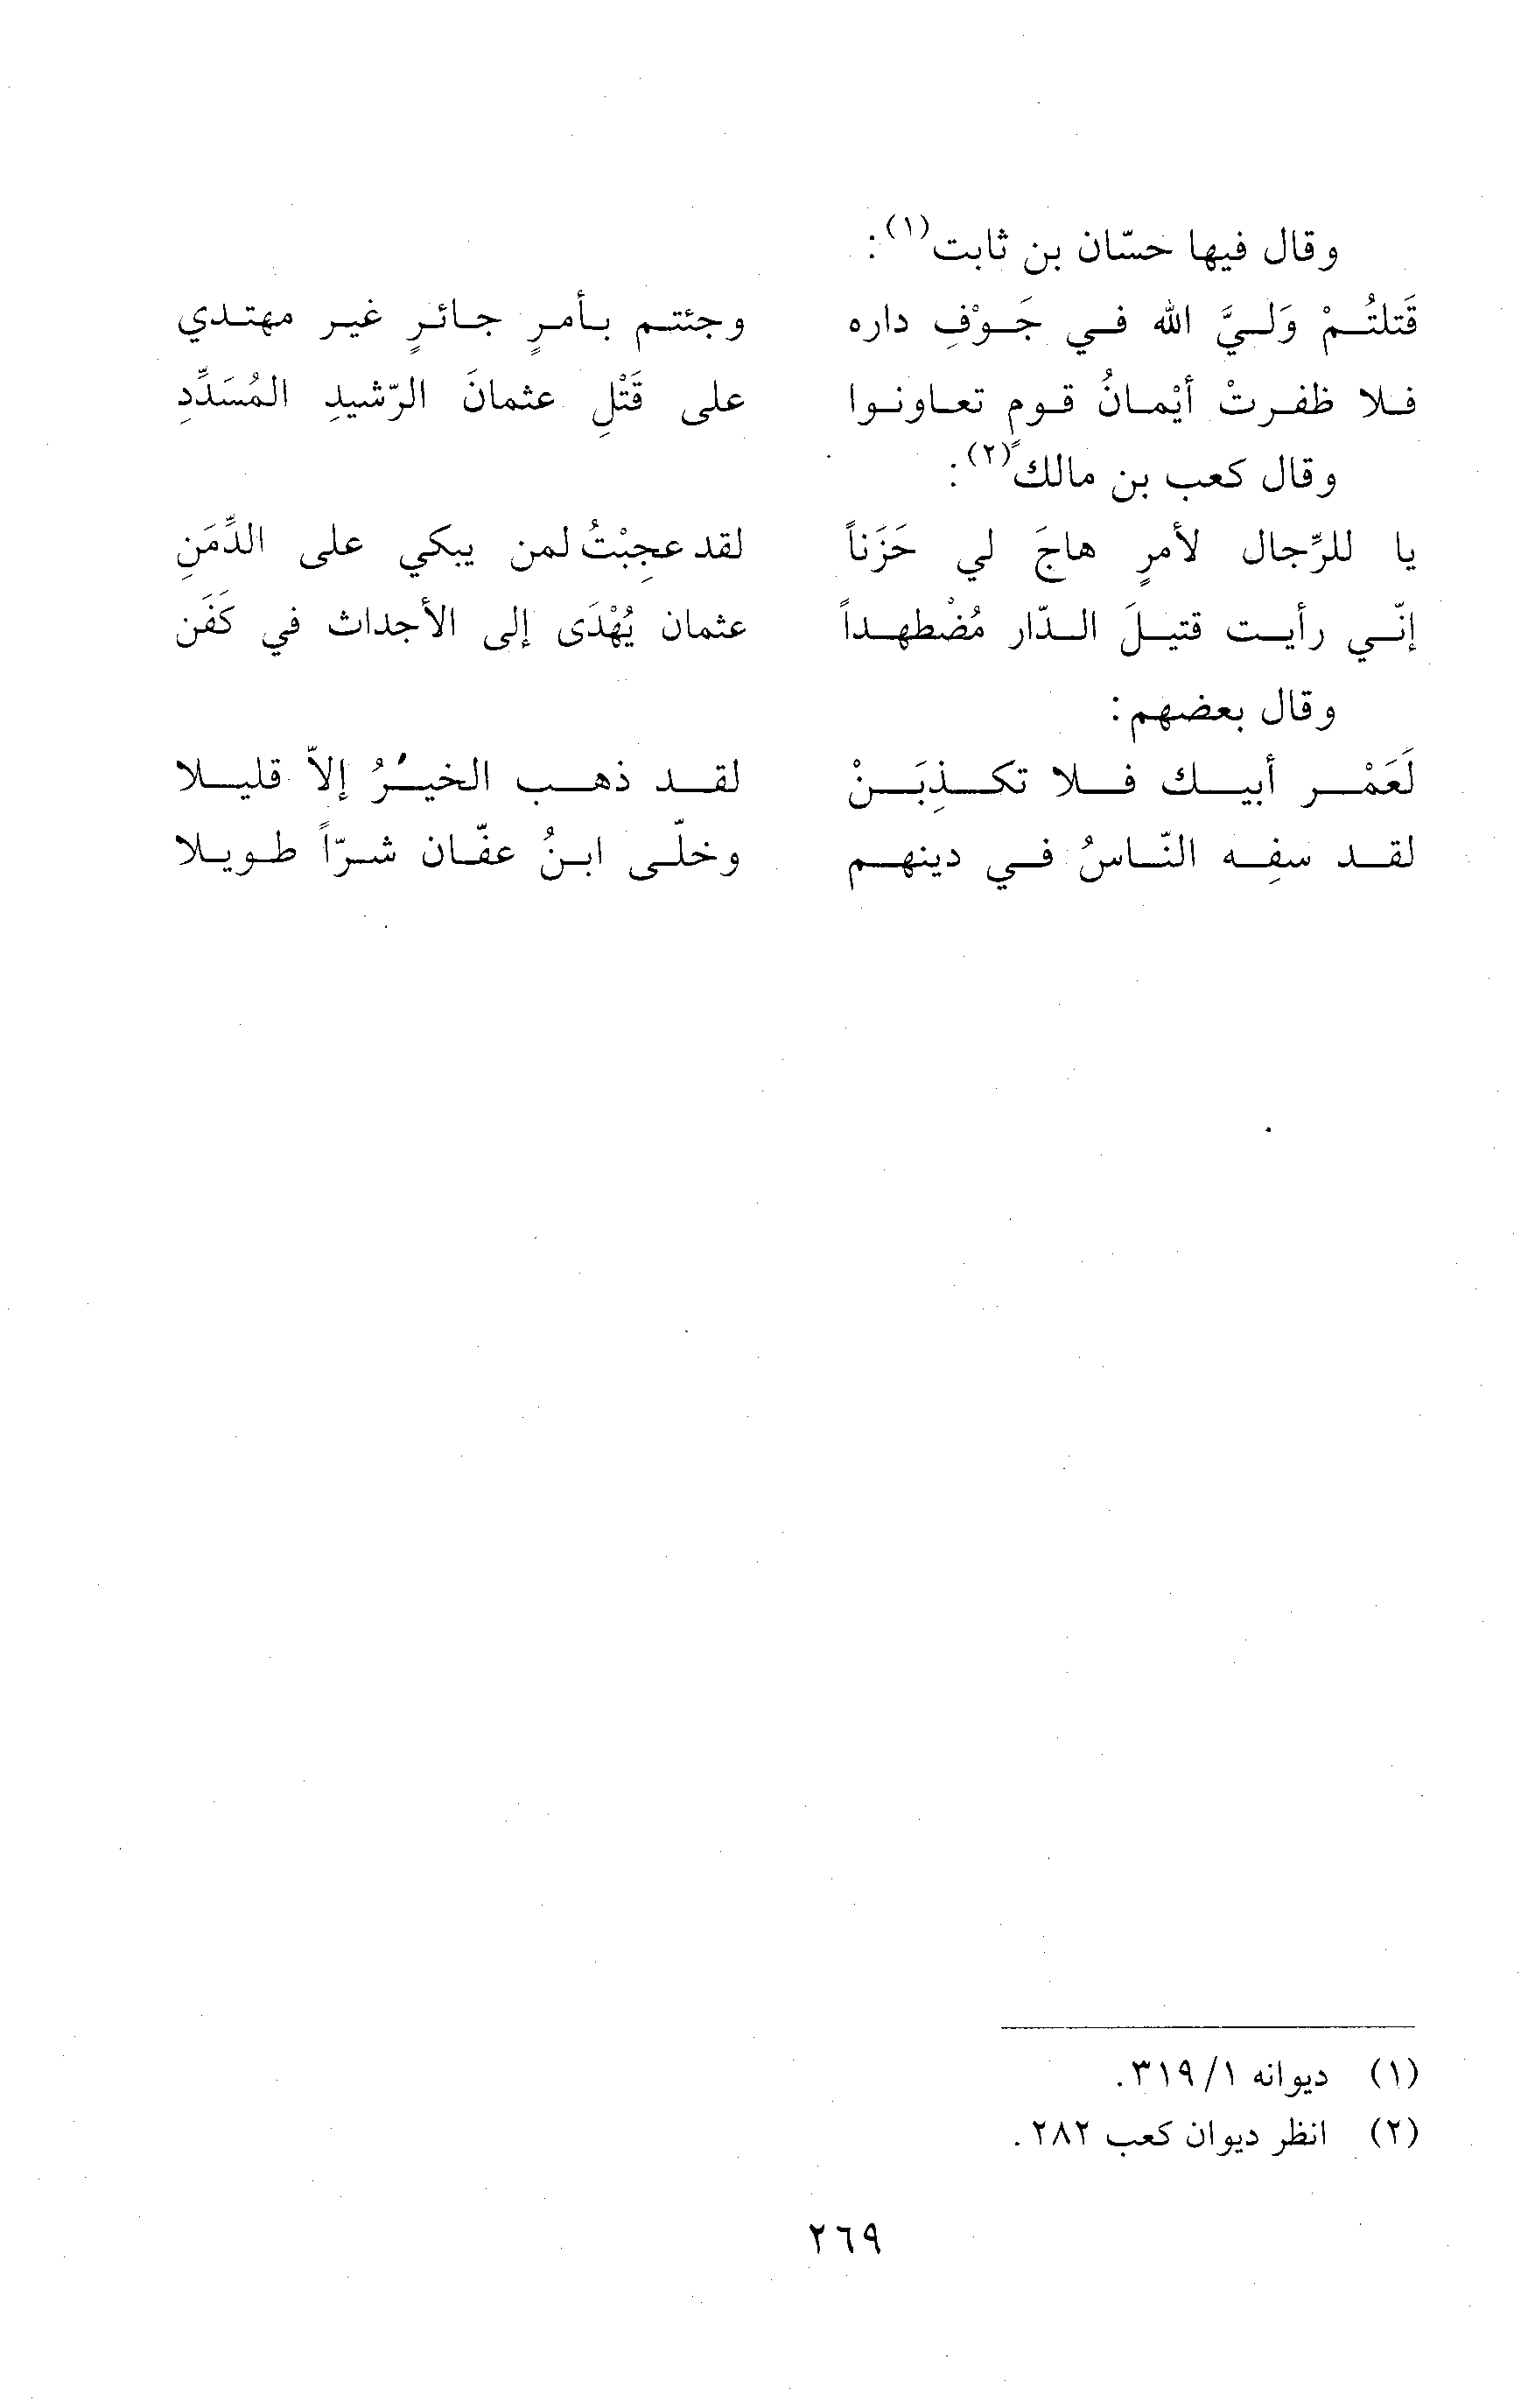 وقال فيها حسّان بن ثابت(١):
قَتلتُمْ وَليَّ الله في جَوْفِ داره وجئتم بأمرٍ جائرٍ غير مهتدي
فلا ظفرتْ أيْمانُ قومٍ تعاونوا على قَتْلِ عثمانَ الرّشيدِ المُسَدِّدِ
وقال كعب بن مالك(٢):
يا للرِّجال لأمرٍ هاجَ لي حَزَناً لقد عجِبْتُ لمن يبكي على الدِّمَنِ
إنّي رأيت قتيلَ الدّار مُضْطهداً عثمان يُهْدَى إلى الأجداث في كَفَن
وقال بعضهم:
لَعَمْر أبيك فلا تكذِبَنْ لقد ذهب الخيرُ إلاّ قليلا
لقد سفِه النّاسُ في دينهم وخلّى ابنُ عفّان شرّاً طويلا
(١) ديوانه ١/ ٣١٩.
(٢) انظر ديوان كعب ٢٨٢.
٢٦٩